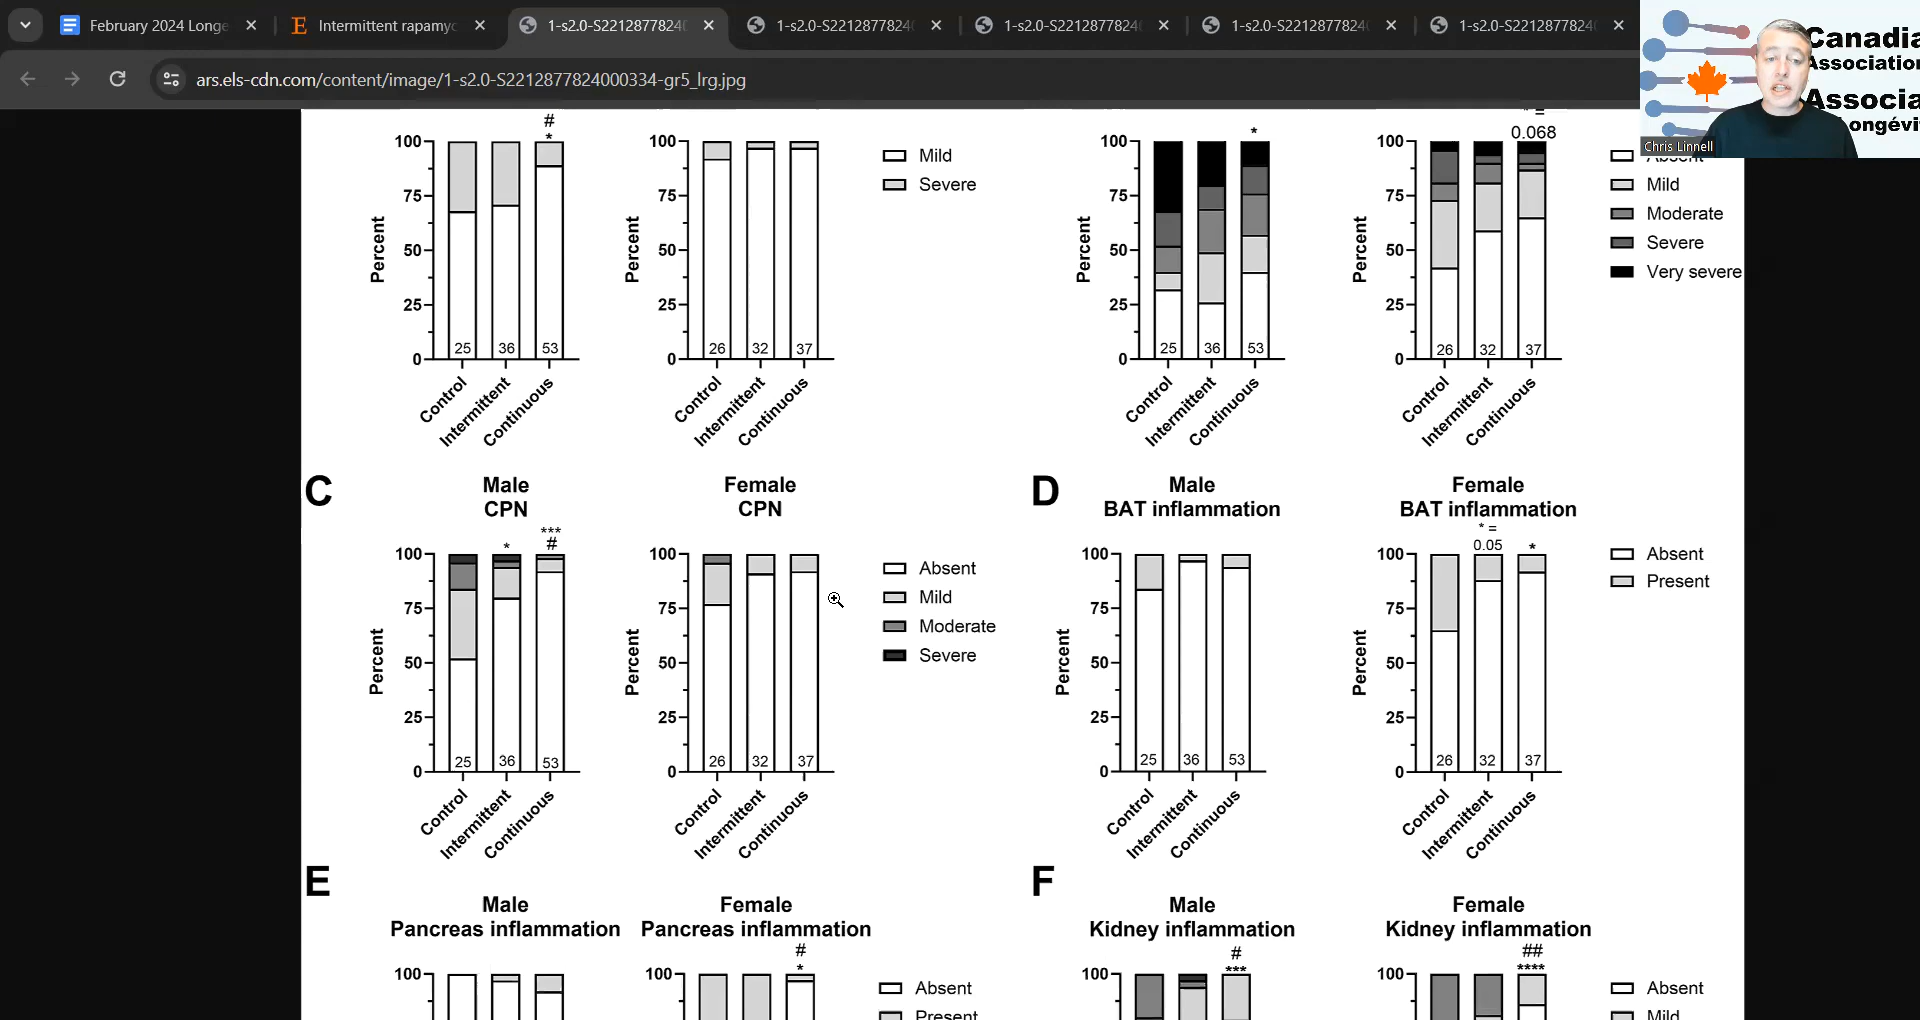 February 2024 Longe
Intermittent rapamyc
1-s2.0-S22128778240
1-s2.0-S22128778240
1-s2.0-S22128778240
1-s2.0-S22128778240
1-s2.0-S22128778240
ars.els-cdn.com/content/image/1-s2.0-S2212877824000334-gr5_lrg.jpg
Canadia
Association
Associa
Longévi
Chris Linnell
#
*
100
75
50
25
0
Percent
25 36 53
Control
Intermittent
Continuous
100
75
50
25
0
Percent
26 32 37
Control
Intermittent
Continuous
Mild
Severe
*
100
75
50
25
0
Percent
25 36 53
Control
Intermittent
Continuous
0.068
100
75
50
25
0
Percent
26 32 37
Control
Intermittent
Continuous
Absent
Mild
Moderate
Severe
Very severe
C
Male
CPN
*
***
#
100
75
50
25
0
Percent
25 36 53
Control
Intermittent
Continuous
Female
CPN
100
75
50
25
0
Percent
26 32 37
Control
Intermittent
Continuous
Absent
Mild
Moderate
Severe
D
Male
BAT inflammation
100
75
50
25
0
Percent
25 36 53
Control
Intermittent
Continuous
Female
BAT inflammation
* =
0.05
*
100
75
50
25
0
Percent
26 32 37
Control
Intermittent
Continuous
Absent
Present
E
Male
Pancreas inflammation
100
Female
Pancreas inflammation
#
*
100
Absent
Present
F
Male
Kidney inflammation
#
***
100
Female
Kidney inflammation
##
****
100
Absent
Mild